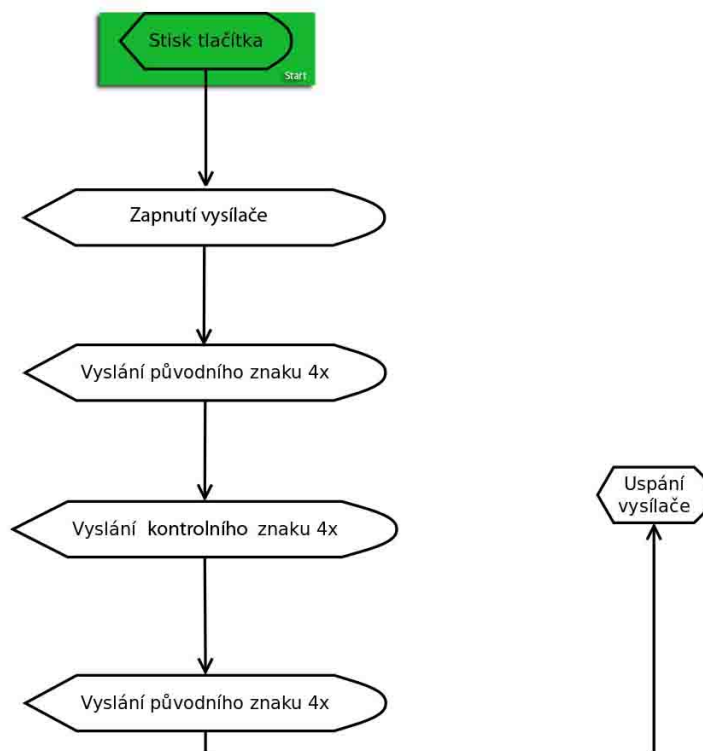 Stisk tlačítka
Start
Zapnutí vysílače
Vyslání původního znaku 4x
Vyslání kontrolního znaku 4x
Uspání
vysílače
Vyslání původního znaku 4x